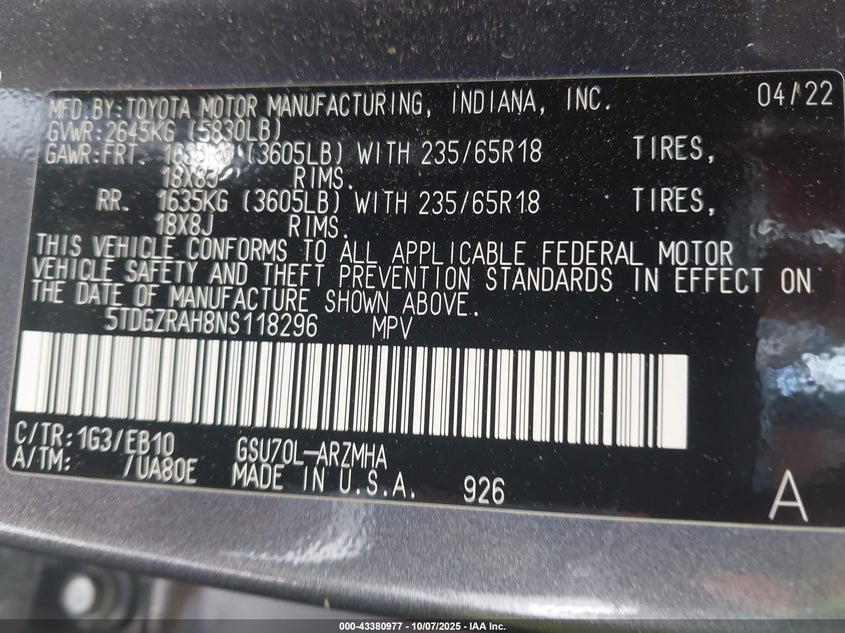 MFD.BY:TOYOTA MOTOR MANUFACTURING, INDIANA, INC. 04/22
GVWR:2645KG (5830LB)
GAWR:FRT. 1635KG (3605LB) WITH 235/65R18 TIRES,
18X8J RIMS.
RR. 1635KG (3605LB) WITH 235/65R18 TIRES,
18X8J RIMS.
THIS VEHICLE CONFORMS TO ALL APPLICABLE FEDERAL MOTOR
VEHICLE SAFETY AND THEFT PREVENTION STANDARDS IN EFFECT ON
THE DATE OF MANUFACTURE SHOWN ABOVE.
5TDGZRAH8NS118296 MPV
C/TR:1G3/EB10 GSU70L-ARZMHA
A/TM: /UA80E MADE IN U.S.A. 926 A
000-43380977 - 10/07/2025 - IAA Inc.